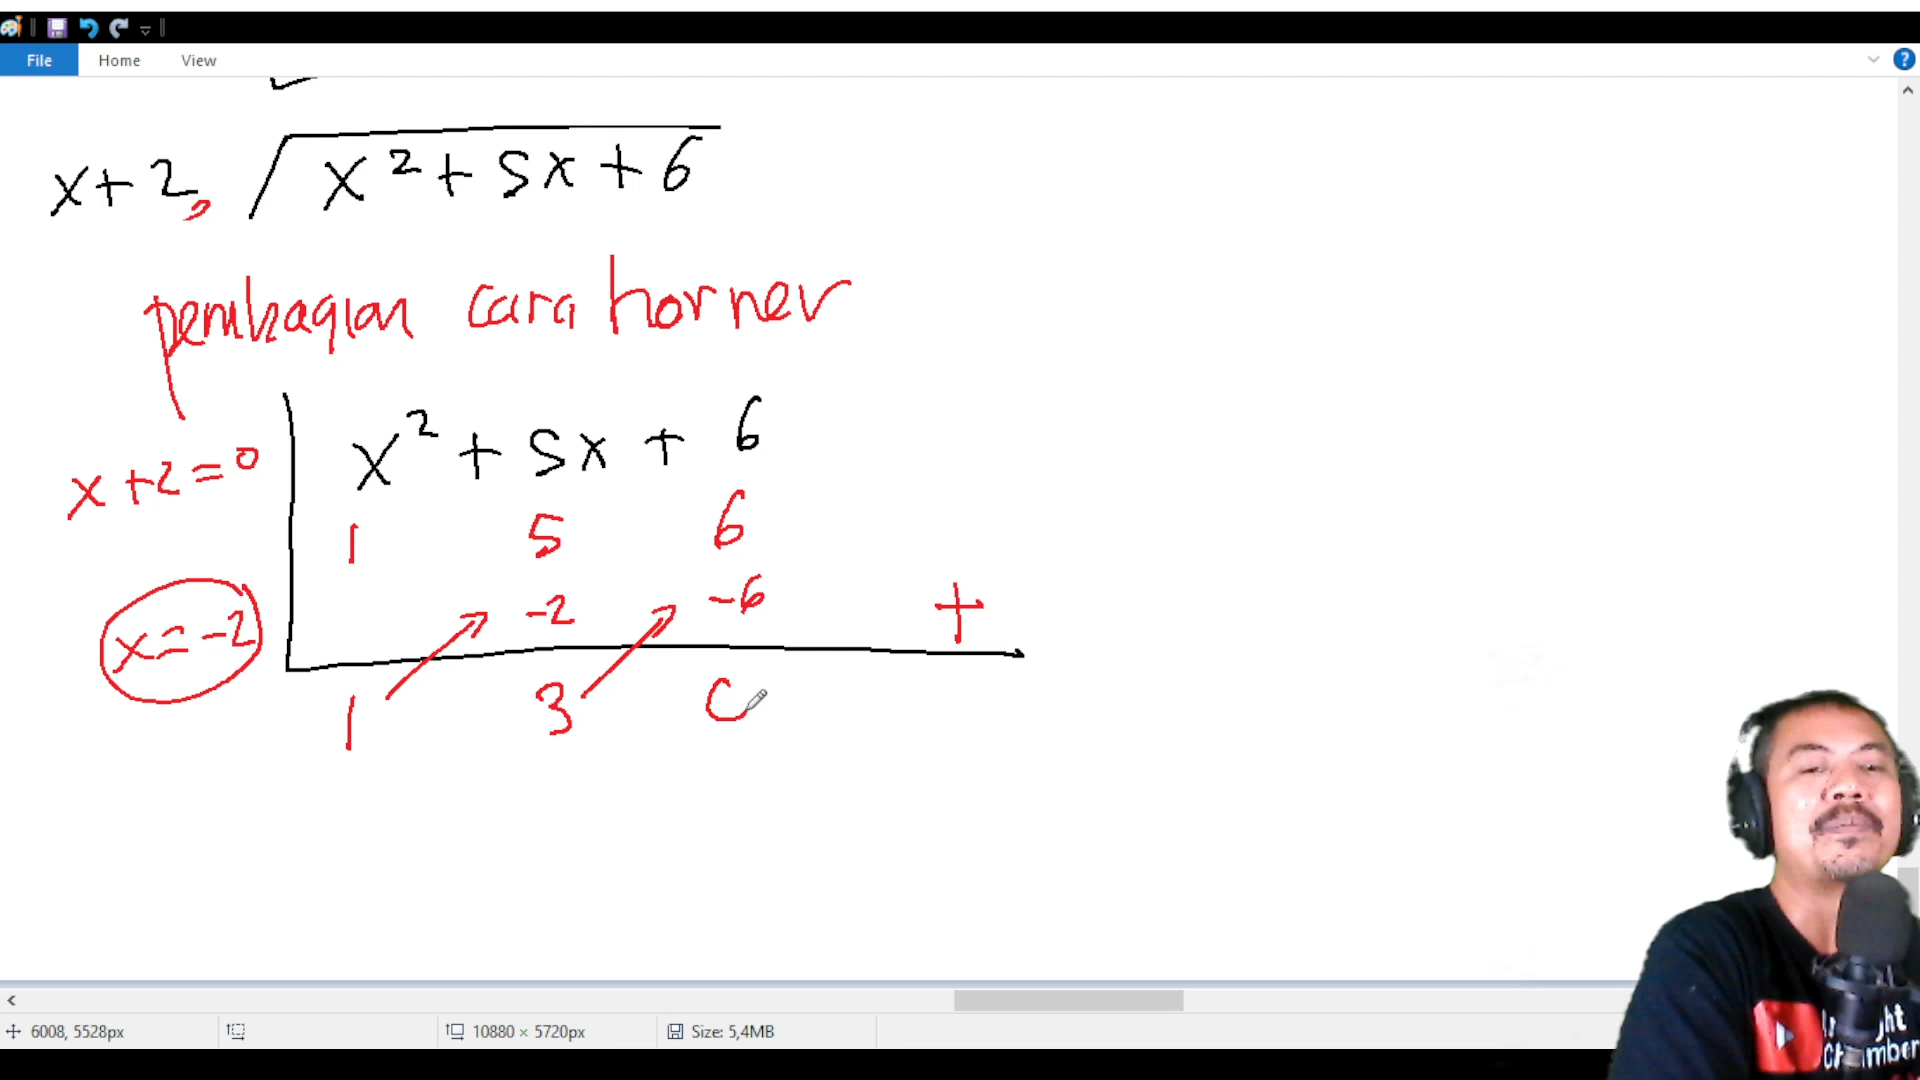 File Home View
x+2, x² + 5x + 6
pembagian cara horner
x² + 5x + 6
x+2=0
1 5 6
-2 -6 +
x=-2
1 3
6008, 5528px 10880 × 5720px Size: 5,4MB